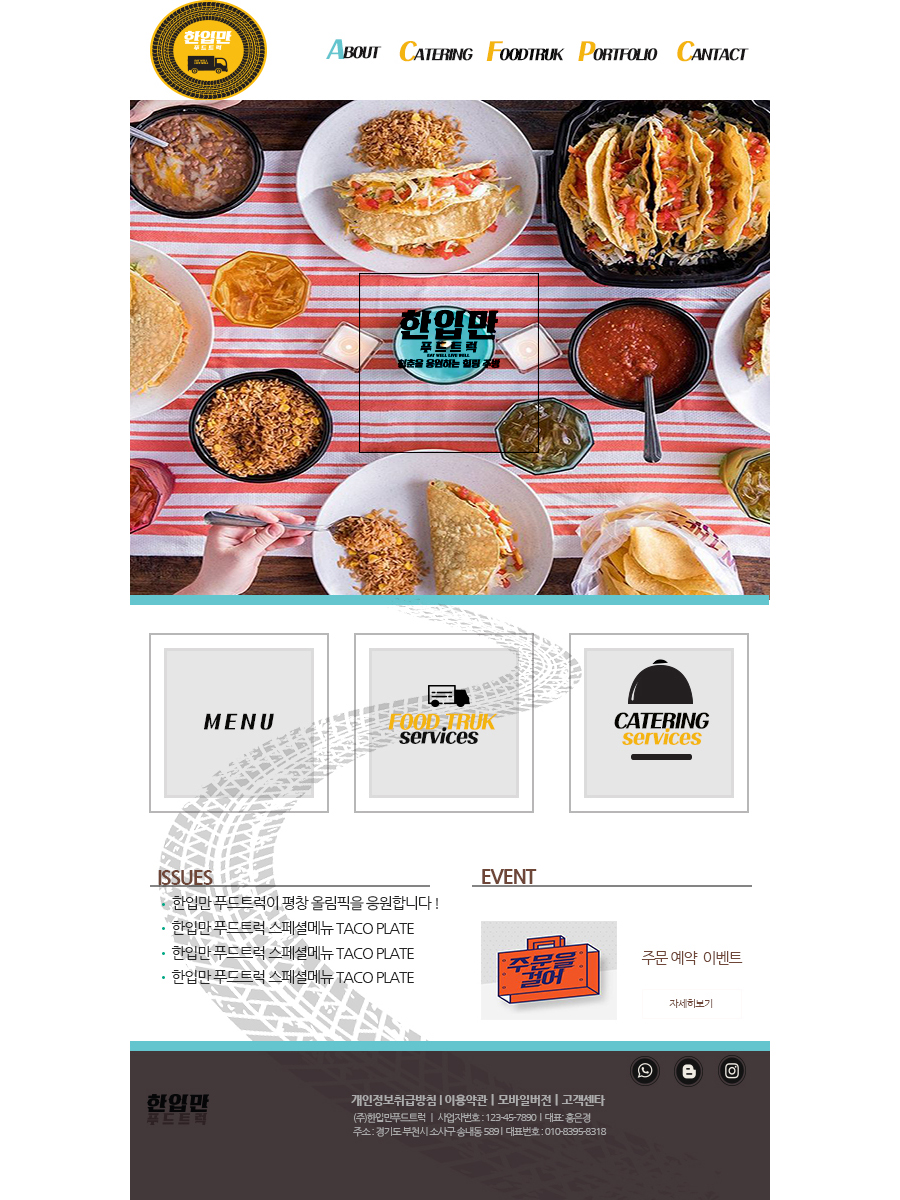 한입만
푸드트럭
ABOUT CATERING FOODTRUK PORTFOLIO CANTACT
한입만
푸드트럭
EAT WELL LIVE WELL
청춘을 응원하는 힐링 주방
MENU
FOOD TRUK
services
CATERING
services
ISSUES
• 한입만 푸드트럭이 평창 올림픽을 응원합니다 !
• 한입만 푸드트럭 스페셜메뉴 TACO PLATE
• 한입만 푸드트럭 스페셜메뉴 TACO PLATE
• 한입만 푸드트럭 스페셜메뉴 TACO PLATE
EVENT
주문을
걸어
주문 예약 이벤트
자세히보기
한입만
푸드트럭
개인정보취급방침 | 이용약관 | 모바일버전 | 고객센타
(주)한입만푸드트럭 | 사업자번호 : 123-45-7890 | 대표: 홍은경
주소 : 경기도 부천시 소사구 송내동 589 | 대표번호 : 010-8395-8318